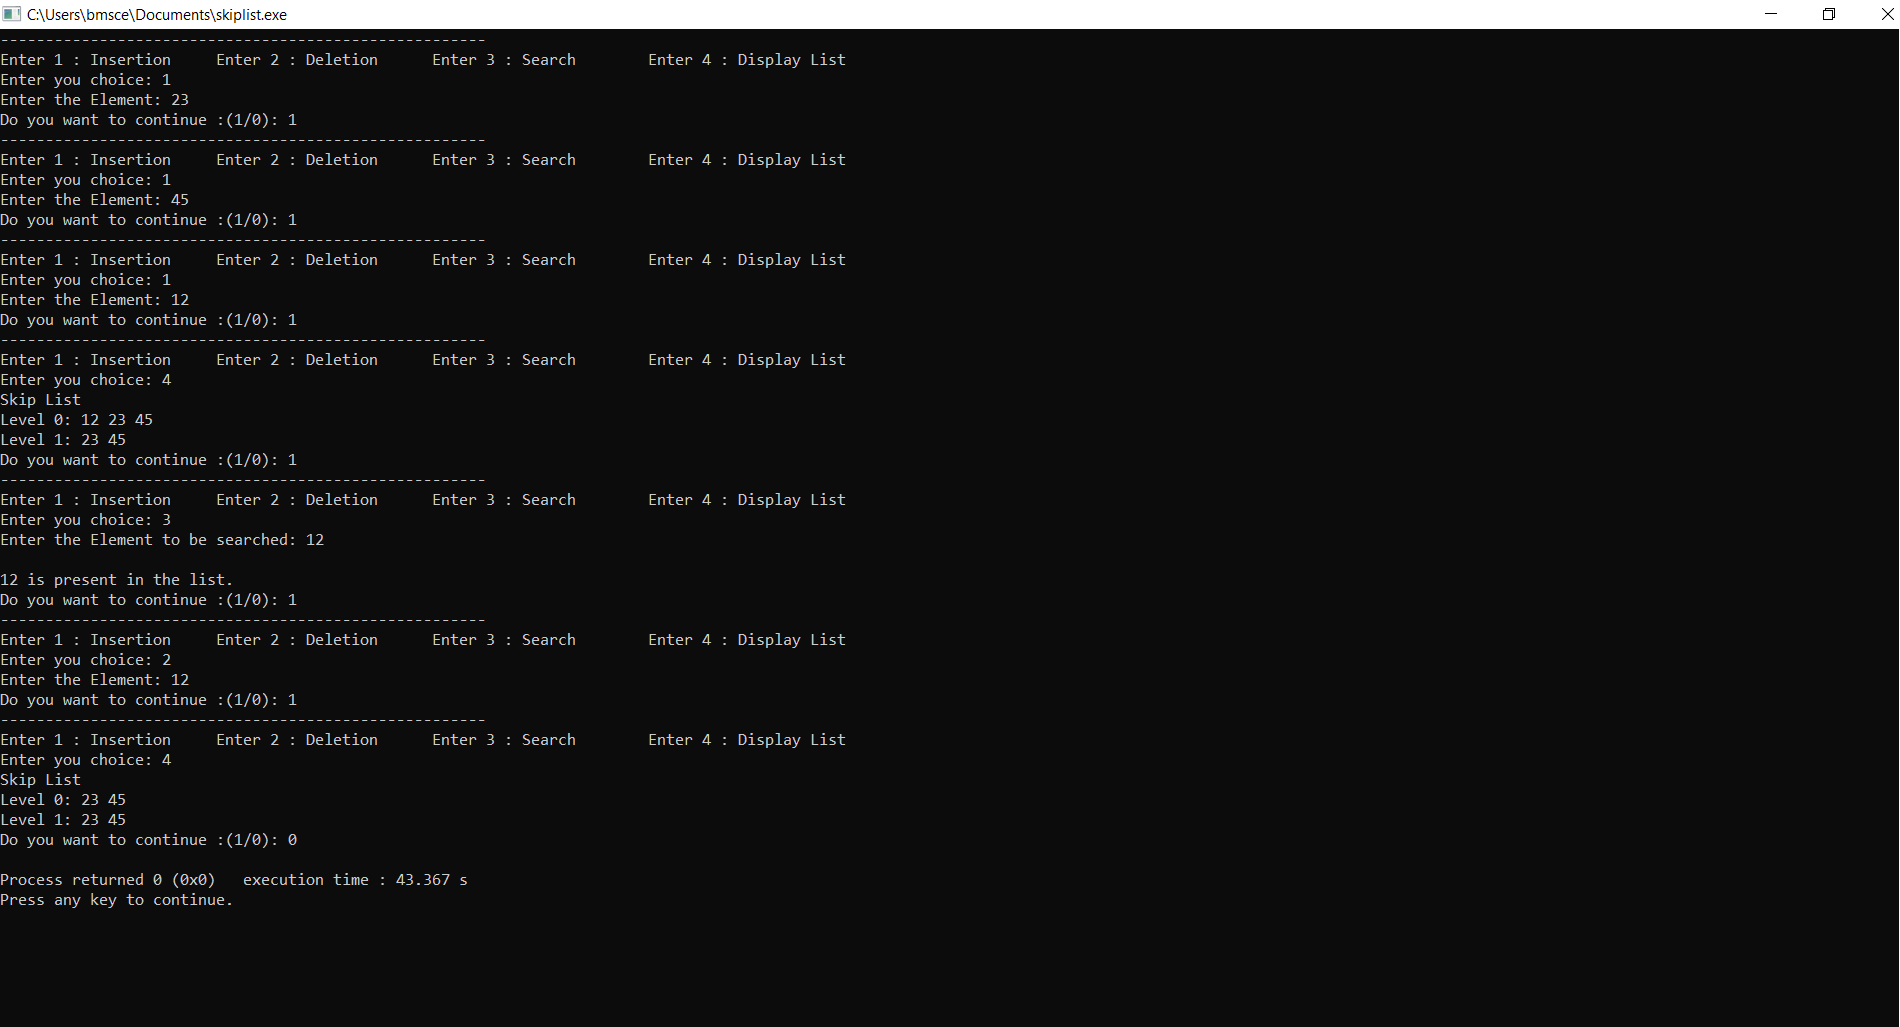 C:\Users\bmsce\Documents\skiplist.exe
------------------------------------------------------
Enter 1 : Insertion     Enter 2 : Deletion      Enter 3 : Search        Enter 4 : Display List
Enter you choice: 1
Enter the Element: 23
Do you want to continue :(1/0): 1
------------------------------------------------------
Enter 1 : Insertion     Enter 2 : Deletion      Enter 3 : Search        Enter 4 : Display List
Enter you choice: 1
Enter the Element: 45
Do you want to continue :(1/0): 1
------------------------------------------------------
Enter 1 : Insertion     Enter 2 : Deletion      Enter 3 : Search        Enter 4 : Display List
Enter you choice: 1
Enter the Element: 12
Do you want to continue :(1/0): 1
------------------------------------------------------
Enter 1 : Insertion     Enter 2 : Deletion      Enter 3 : Search        Enter 4 : Display List
Enter you choice: 4
Skip List
Level 0: 12 23 45
Level 1: 23 45
Do you want to continue :(1/0): 1
------------------------------------------------------
Enter 1 : Insertion     Enter 2 : Deletion      Enter 3 : Search        Enter 4 : Display List
Enter you choice: 3
Enter the Element to be searched: 12
12 is present in the list.
Do you want to continue :(1/0): 1
------------------------------------------------------
Enter 1 : Insertion     Enter 2 : Deletion      Enter 3 : Search        Enter 4 : Display List
Enter you choice: 2
Enter the Element: 12
Do you want to continue :(1/0): 1
------------------------------------------------------
Enter 1 : Insertion     Enter 2 : Deletion      Enter 3 : Search        Enter 4 : Display List
Enter you choice: 4
Skip List
Level 0: 23 45
Level 1: 23 45
Do you want to continue :(1/0): 0
Process returned 0 (0x0)   execution time : 43.367 s
Press any key to continue.